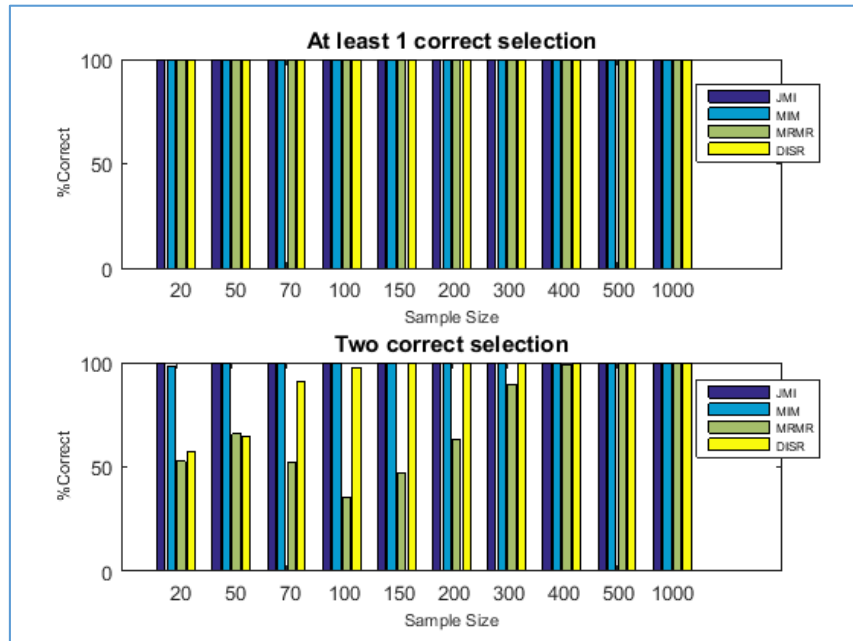 At least 1 correct selection
100
50
0
%Correct
JMI
MIM
MRMR
DISR
20 50 70 100 150 200 300 400 500 1000
Sample Size
Two correct selection
100
50
0
%Correct
JMI
MIM
MRMR
DISR
20 50 70 100 150 200 300 400 500 1000
Sample Size